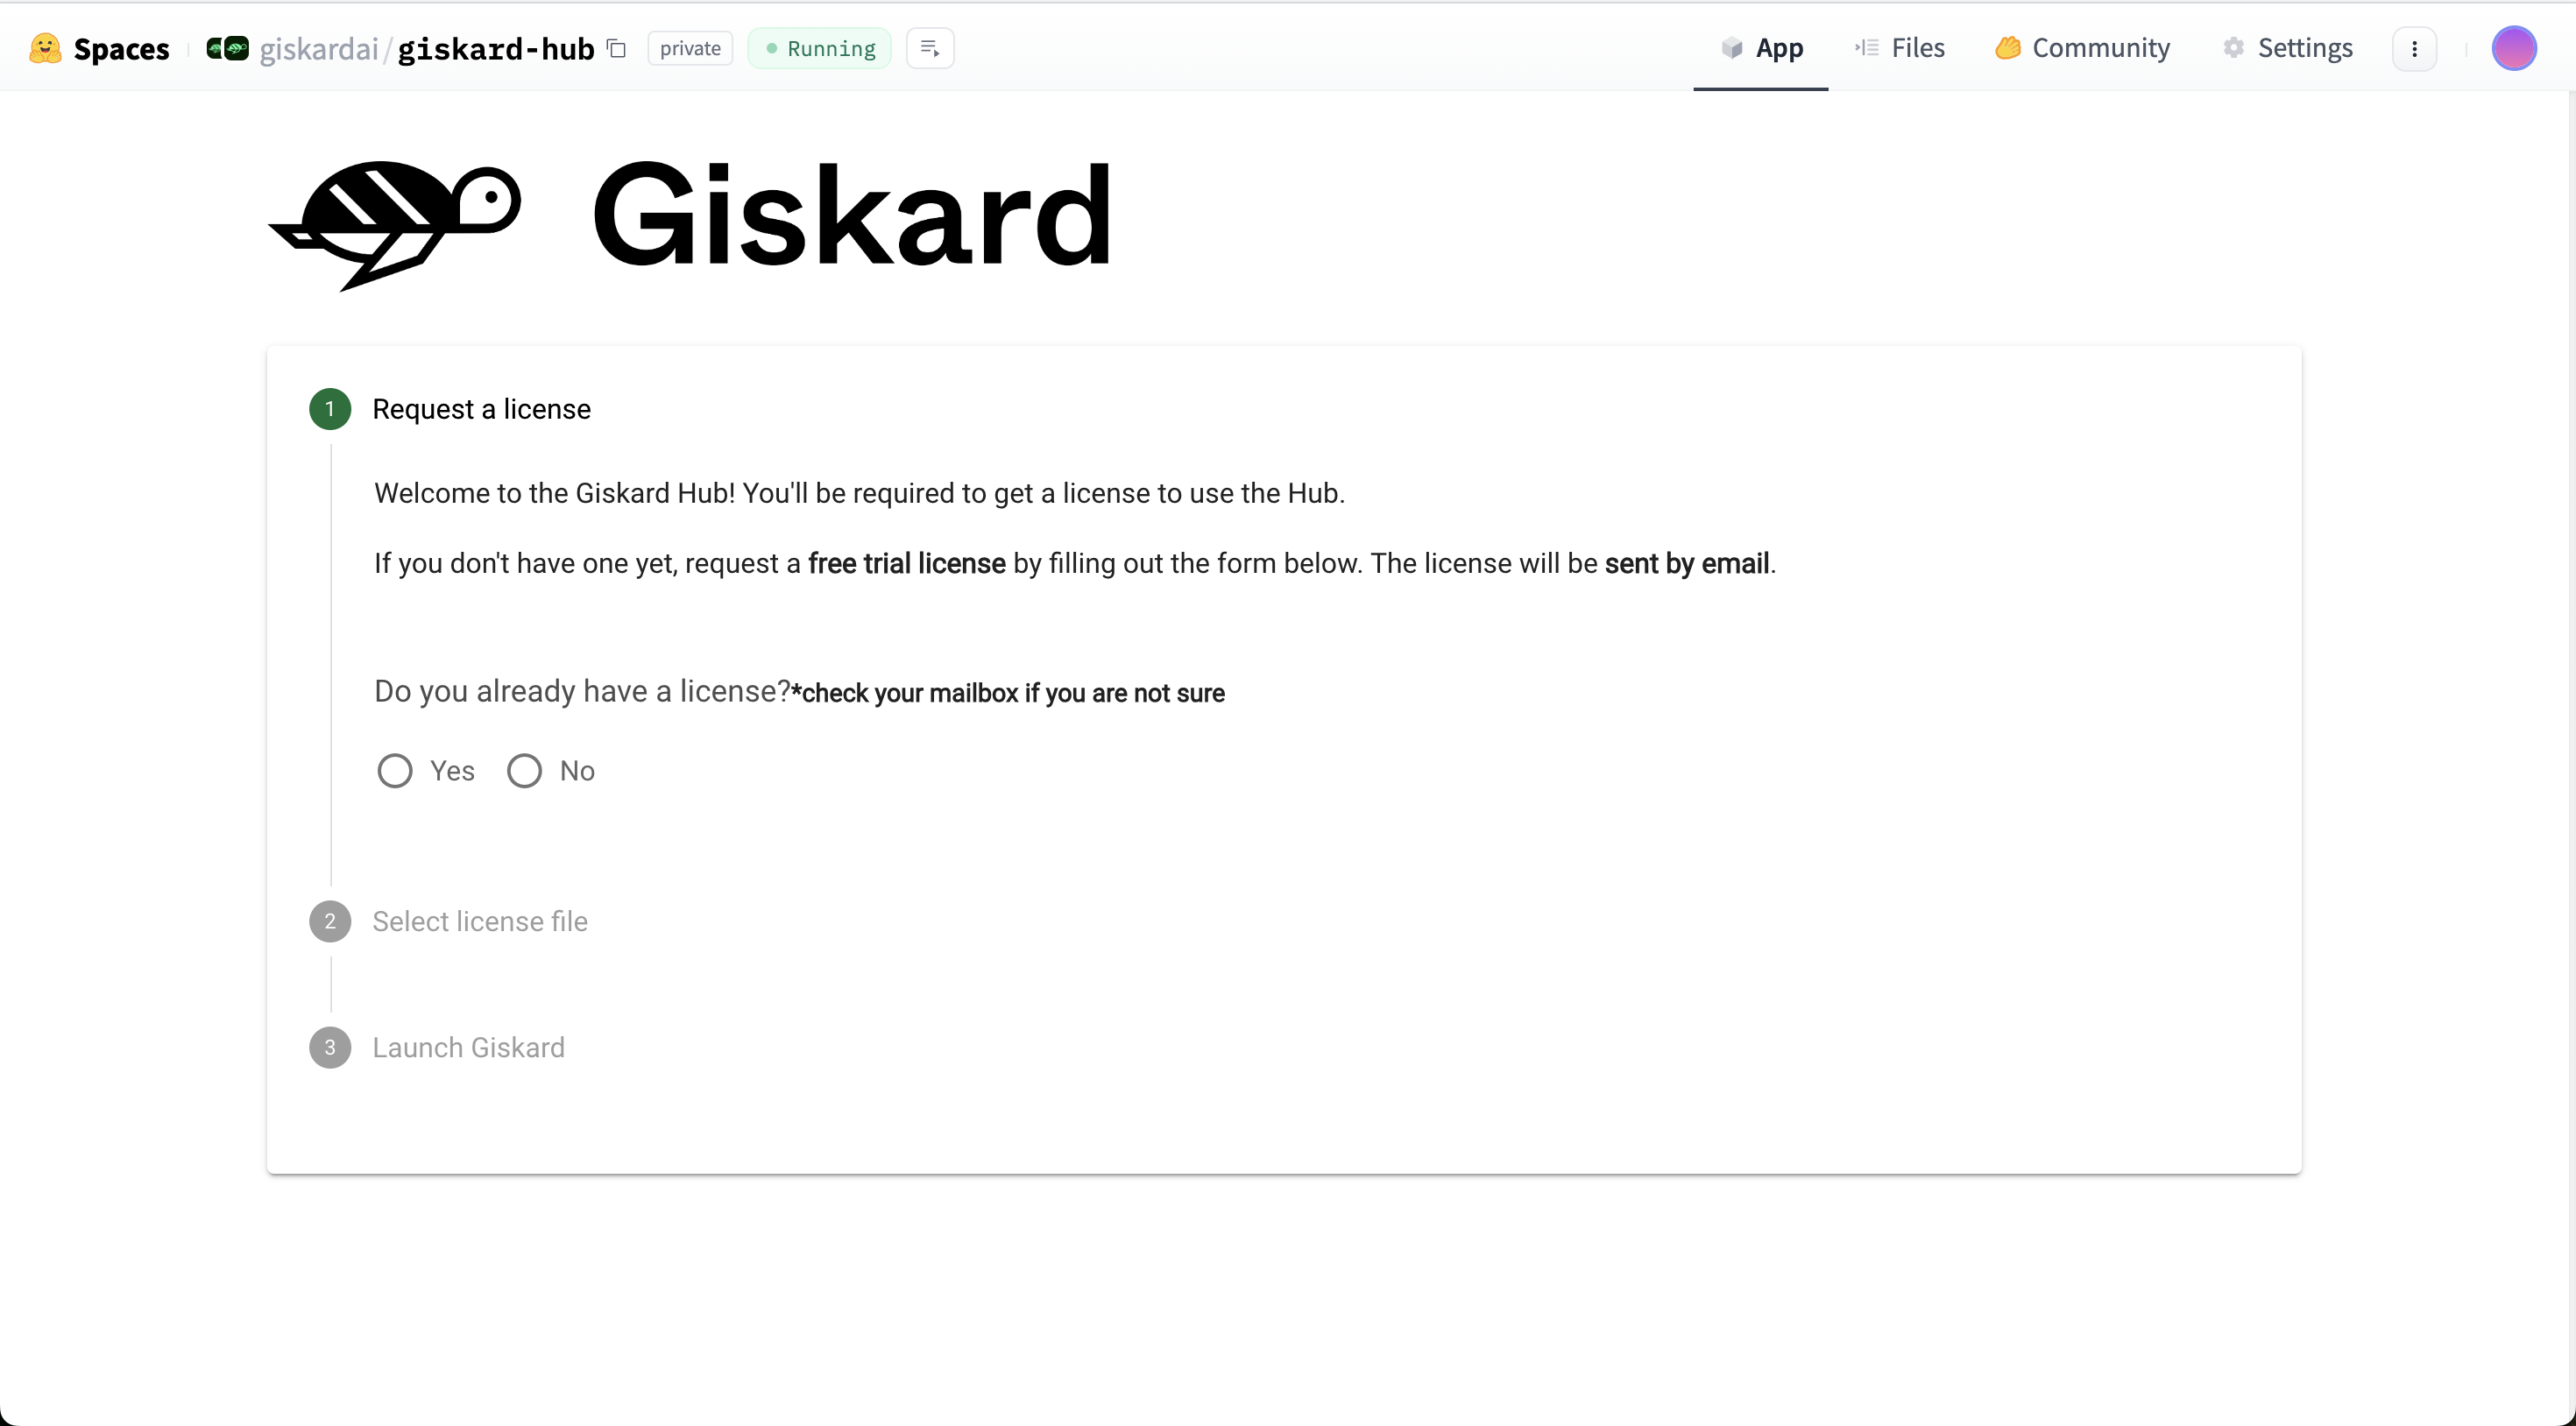 Spaces giskardai/giskard-hub private Running App Files Community Settings
Giskard
1 Request a license
Welcome to the Giskard Hub! You'll be required to get a license to use the Hub.
If you don't have one yet, request a free trial license by filling out the form below. The license will be sent by email.
Do you already have a license?*check your mailbox if you are not sure
Yes No
2 Select license file
3 Launch Giskard